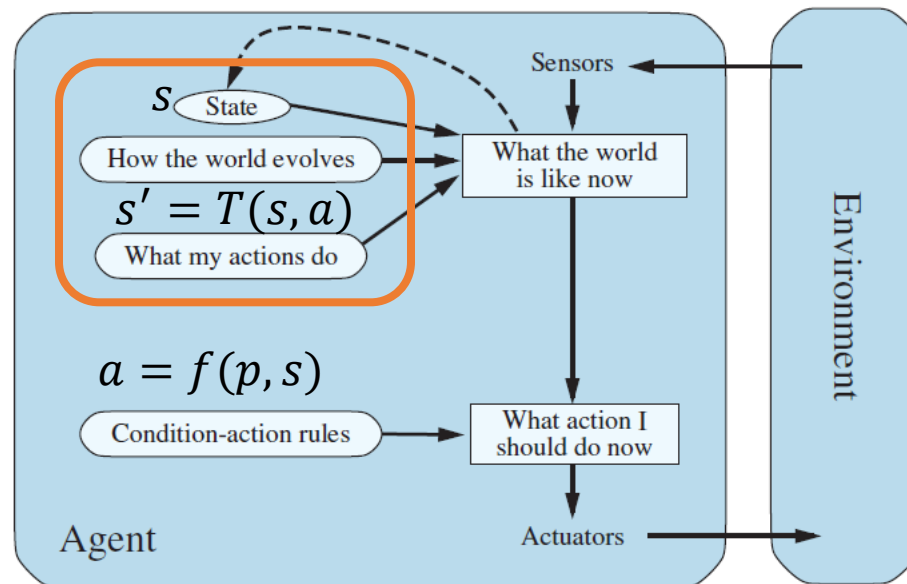 Sensors
s
State
How the world evolves
What the world
is like now
s′ = T(s, a)
What my actions do
Environment
a = f(p, s)
Condition-action rules
What action I
should do now
Agent
Actuators